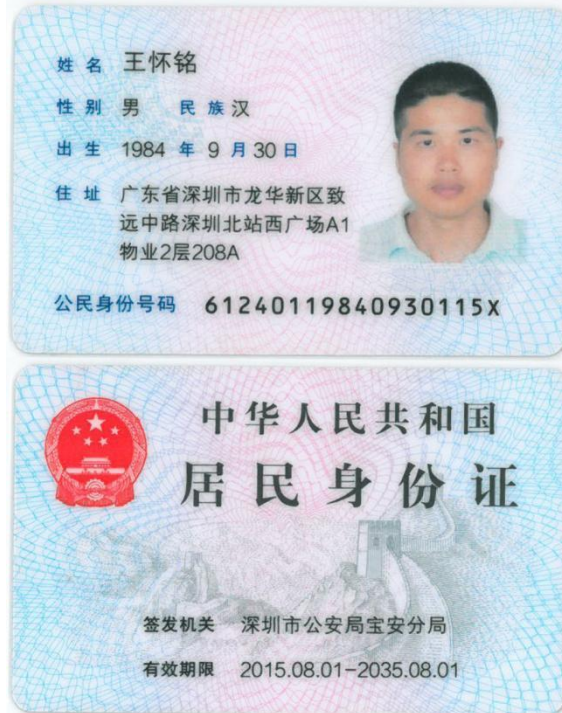 姓名 王怀铭
性别 男 民族 汉
出生 1984 年 9 月 30 日
住址 广东省深圳市龙华新区致
远中路深圳北站西广场A1
物业2层208A
公民身份号码 61240119840930115X
中华人民共和国
居民身份证
签发机关 深圳市公安局宝安分局
有效期限 2015.08.01-2035.08.01